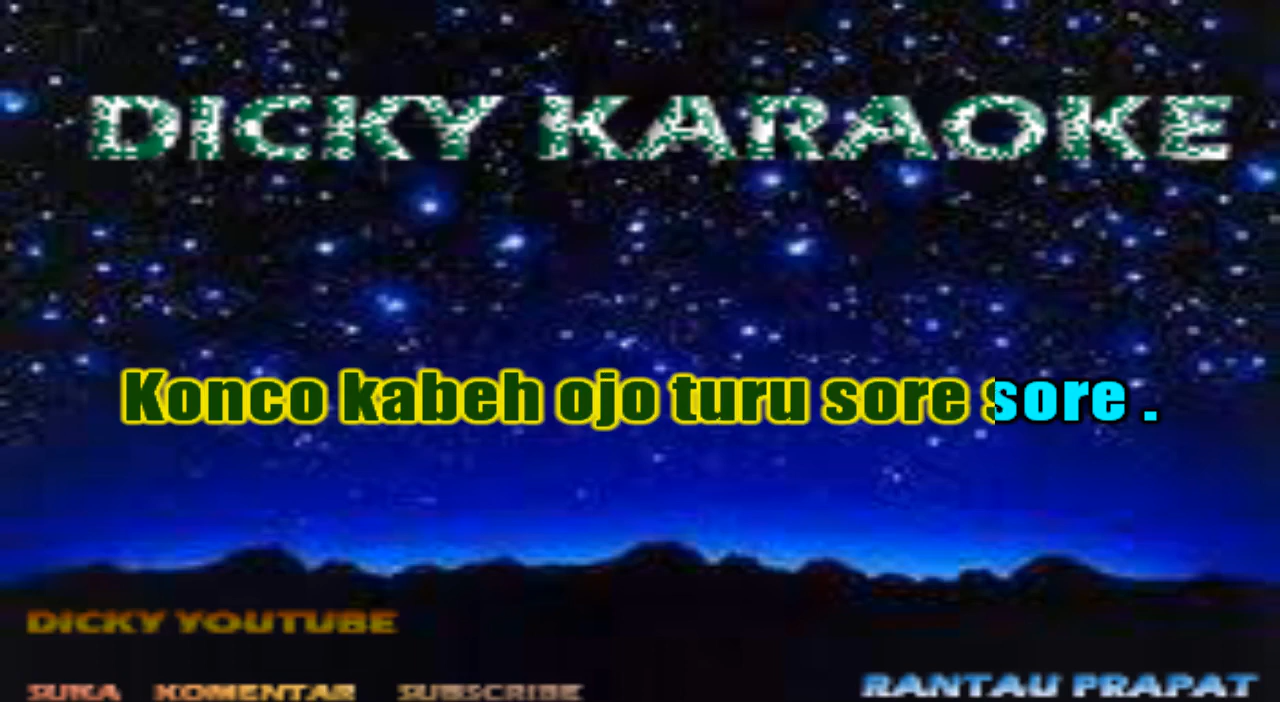 DICKY KARAOKE
Konco kabeh ojo turu sore sore .
DICKY YOUTUBE
SUKA KOMENTAR SUBSCRIBE
RANTAU PRAPAT